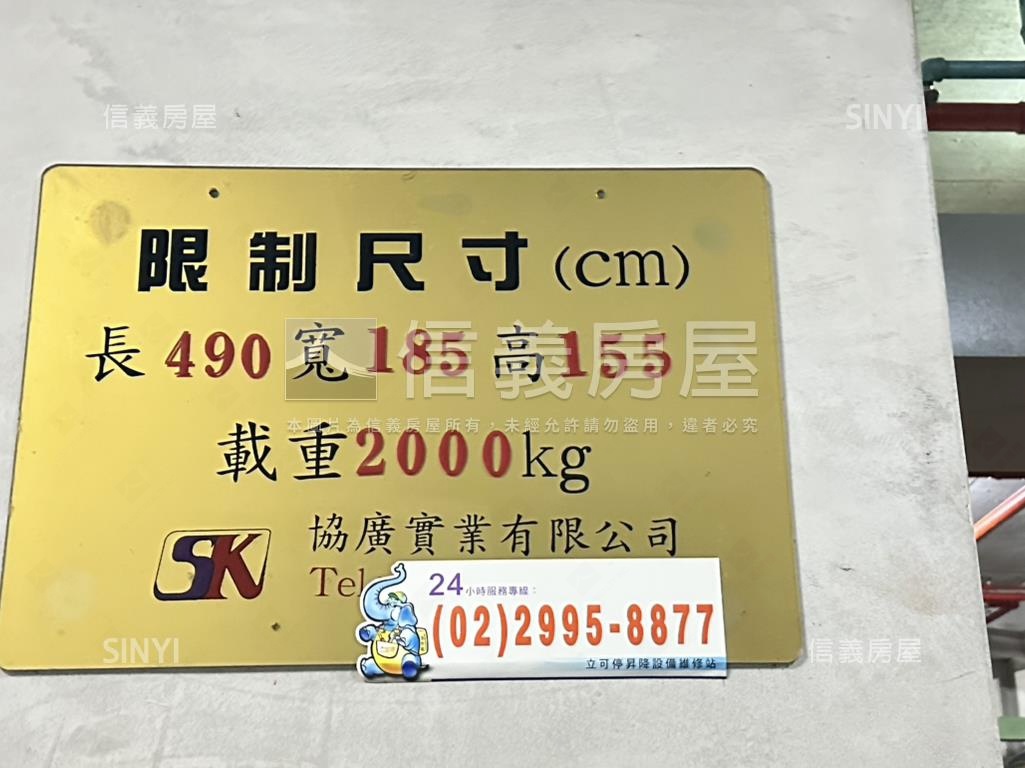 信義房屋 SINYI
限制尺寸(cm)
長490寬185高155
信義房屋
本圖片為信義房屋所有，未經允許請勿盜用，違者必究
載重2000kg
SK 協廣實業有限公司
Tel
24小時服務專線：
(02)2995-8877
立可停昇降設備維修站
SINYI 信義房屋